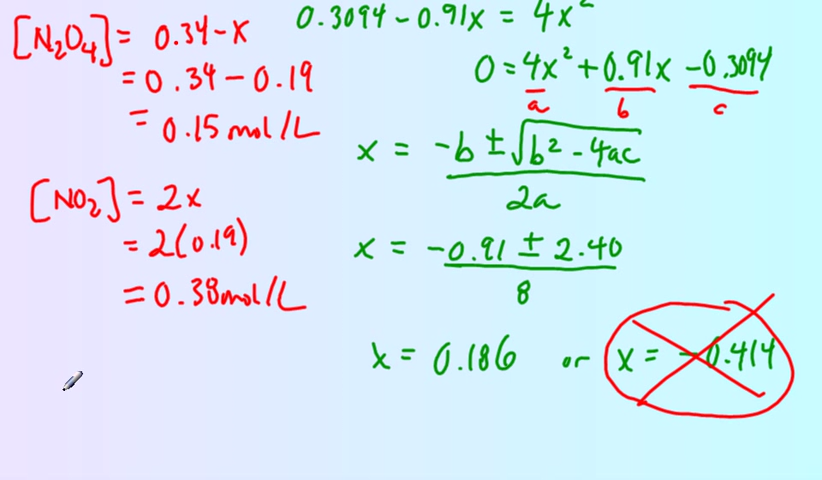 [N₂O₄] = 0.34 - x
= 0.34 - 0.19
= 0.15 mol/L
[NO₂] = 2x
= 2(0.19)
= 0.38 mol/L
0.3094 - 0.91x = 4x²
0 = 4x² + 0.91x - 0.3094
a b c
x = -b ± √b² - 4ac
2a
x = -0.91 ± 2.40
8
x = 0.186 or x = -0.414